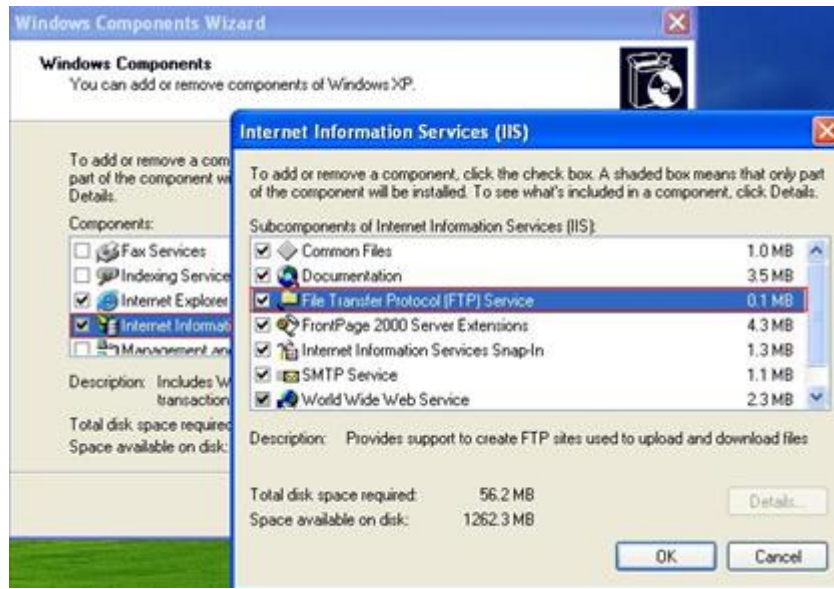 Windows Components Wizard
Windows Components
You can add or remove components of Windows XP.
To add or remove a com
part of the component wi
Details.
Components:
Fax Services
Indexing Service
Internet Explorer
Internet Informat
Management an
Description: Includes W
transaction
Total disk space required
Space available on disk:
Internet Information Services (IIS)
To add or remove a component, click the check box. A shaded box means that only part
of the component will be installed. To see what's included in a component, click Details.
Subcomponents of Internet Information Services (IIS):
Common Files 1.0 MB
Documentation 3.5 MB
File Transfer Protocol (FTP) Service 0.1 MB
FrontPage 2000 Server Extensions 4.3 MB
Internet Information Services Snap-In 1.3 MB
SMTP Service 1.1 MB
World Wide Web Service 2.3 MB
Description: Provides support to create FTP sites used to upload and download files
Total disk space required: 56.2 MB
Space available on disk: 1262.3 MB
Details...
OK Cancel